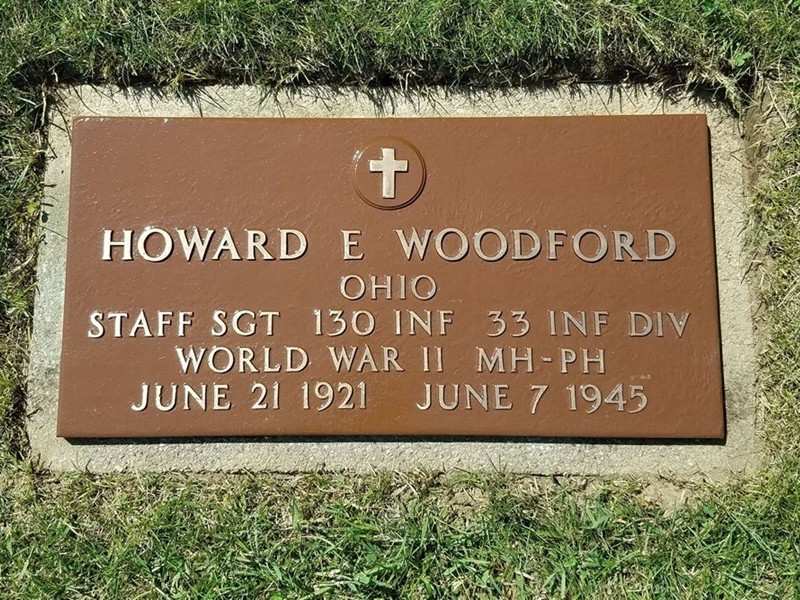 HOWARD E WOODFORD
OHIO
STAFF SGT 130 INF 33 INF DIV
WORLD WAR II MH-PH
JUNE 21 1921 JUNE 7 1945